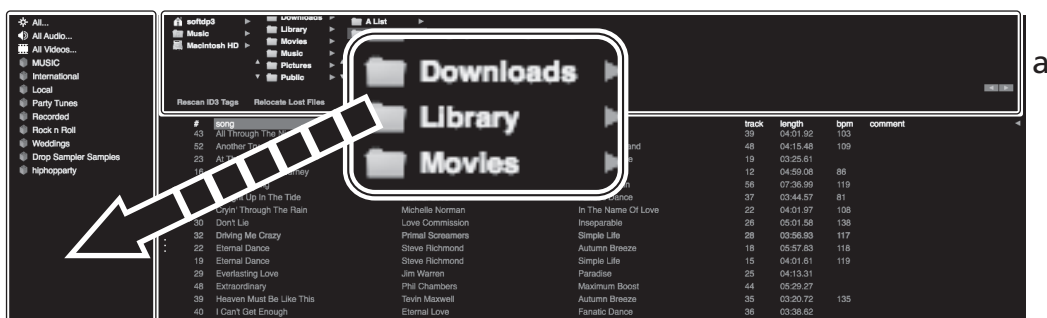 All...
All Audio...
All Videos...
MUSIC
International
Local
Party Tunes
Recorded
Rock n Roll
Weddings
Drop Sampler Samples
hiphopparty
softdp3
Music
Macintosh HD
Downloads
Library
Movies
Music
Pictures
Public
A List
Rescan ID3 Tags Relocate Lost Files
Downloads
Library
Movies
a
# song track length bpm comment
43 All Through The 39 04:01.92 103
52 Another 48 04:15.48 109
23 At 19 03:25.61
16 12 04:59.08 86
56 07:36.99 119
Up In The Tide 37 03:44.57 81
Cryin' Through The Rain Michelle Norman In The Name Of Love 22 04:01.97 108
30 Don't Lie Love Commission Inseparable 26 05:01.58 138
32 Driving Me Crazy Primal Screamers Simple Life 28 03:56.93 117
22 Eternal Dance Steve Richmond Autumn Breeze 18 05:57.83 118
19 Eternal Dance Steve Richmond Simple Life 15 04:01.61 119
29 Everlasting Love Jim Warren Paradise 25 04:13.31
48 Extraordinary Phil Chambers Maximum Boost 44 05:29.27
39 Heaven Must Be Like This Tevin Maxwell Autumn Breeze 35 03:20.72 135
40 I Can't Get Enough Eternal Love Fanatic Dance 36 03:38.62